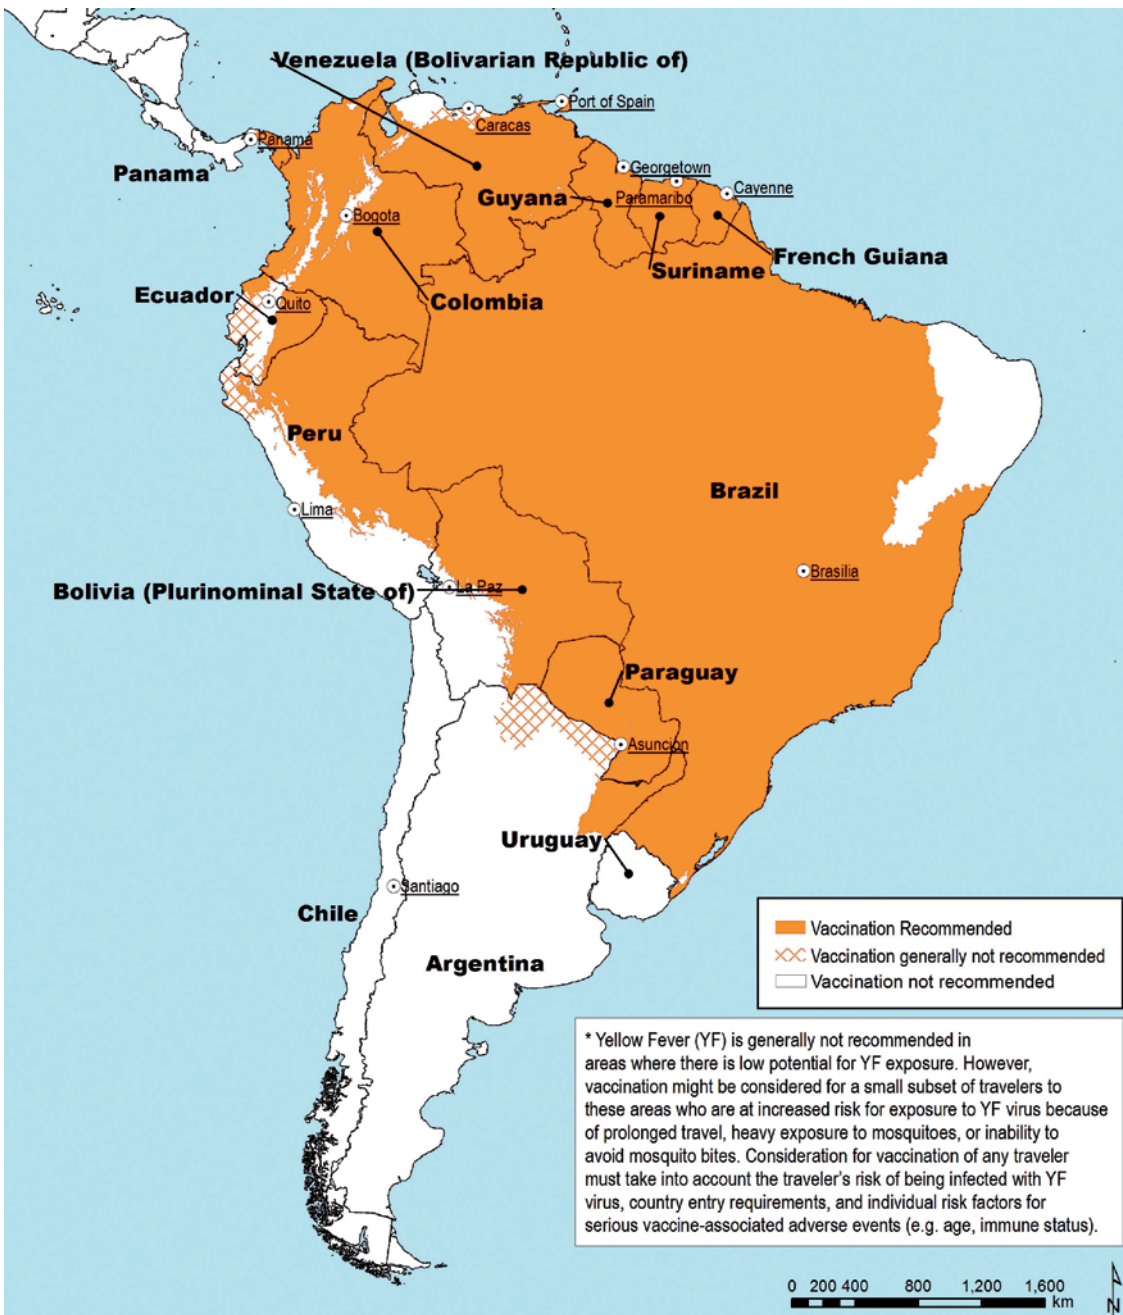 Venezuela (Bolivarian Republic of)
Port of Spain
Caracas
Panama
Panama
Georgetown
Guyana
Paramaribo
Cayenne
Bogota
French Guiana
Suriname
Ecuador
Quito
Colombia
Peru
Brazil
Lima
Brasilia
Bolivia (Plurinominal State of)
La Paz
Paraguay
Asuncion
Uruguay
Santiago
Chile
Argentina
Vaccination Recommended
Vaccination generally not recommended
Vaccination not recommended
* Yellow Fever (YF) is generally not recommended in
areas where there is low potential for YF exposure. However,
vaccination might be considered for a small subset of travelers to
these areas who are at increased risk for exposure to YF virus because
of prolonged travel, heavy exposure to mosquitoes, or inability to
avoid mosquito bites. Consideration for vaccination of any traveler
must take into account the traveler's risk of being infected with YF
virus, country entry requirements, and individual risk factors for
serious vaccine-associated adverse events (e.g. age, immune status).
0 200 400 800 1,200 1,600
km
N